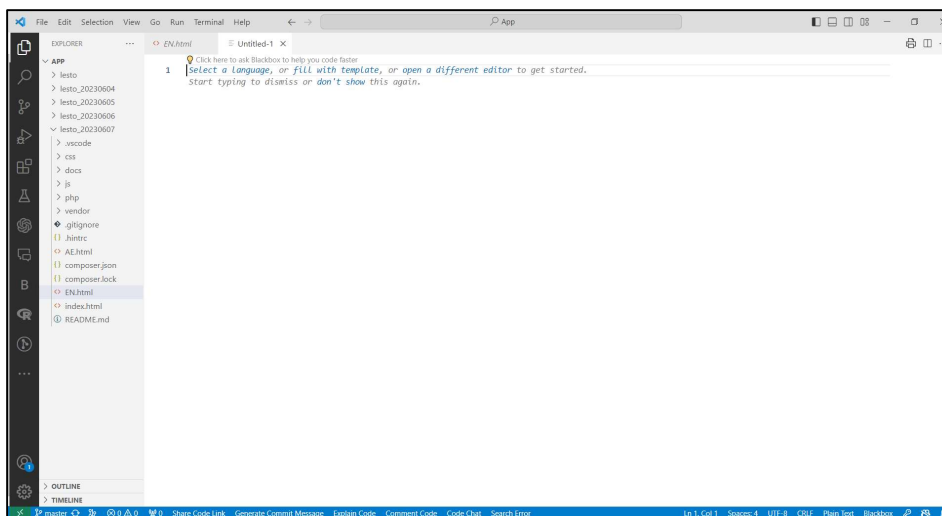 File Edit Selection View Go Run Terminal Help
App
EXPLORER
EN.html
Untitled-1
APP
lesto
lesto_20230604
lesto_20230605
lesto_20230606
lesto_20230607
.vscode
css
docs
js
php
vendor
.gitignore
.hintrc
AE.html
composer.json
composer.lock
EN.html
index.html
README.md
OUTLINE
TIMELINE
Click here to ask Blackbox to help you code faster
1 Select a language, or fill with template, or open a different editor to get started.
Start typing to dismiss or don't show this again.
master 0 0 0 Share Code Link Generate Commit Message Explain Code Comment Code Code Chat Search Error Ln 1, Col 1 Spaces: 4 UTF-8 CRLF Plain Text Blackbox